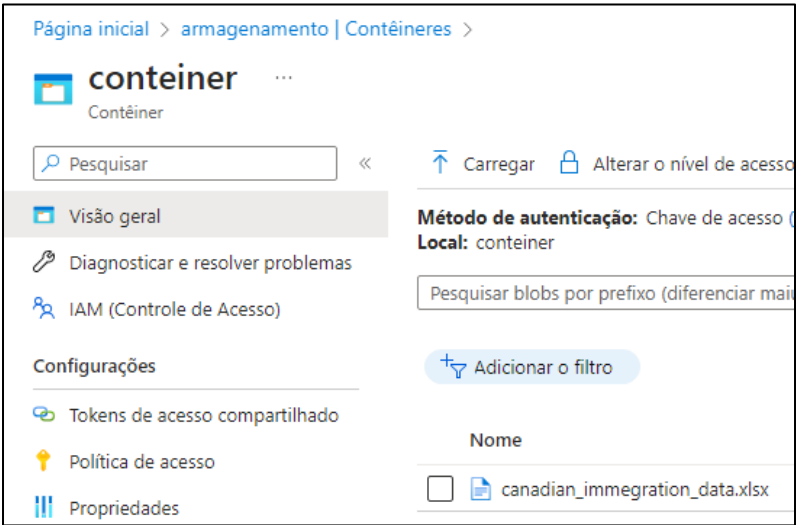 Página inicial > armagenamento | Contêineres >
conteiner ...
Contêiner
Pesquisar
Visão geral
Diagnosticar e resolver problemas
IAM (Controle de Acesso)
Configurações
Tokens de acesso compartilhado
Política de acesso
Propriedades
Carregar Alterar o nível de acesso
Método de autenticação: Chave de acesso (
Local: conteiner
Pesquisar blobs por prefixo (diferenciar maiú
Adicionar o filtro
Nome
canadian_immegration_data.xlsx